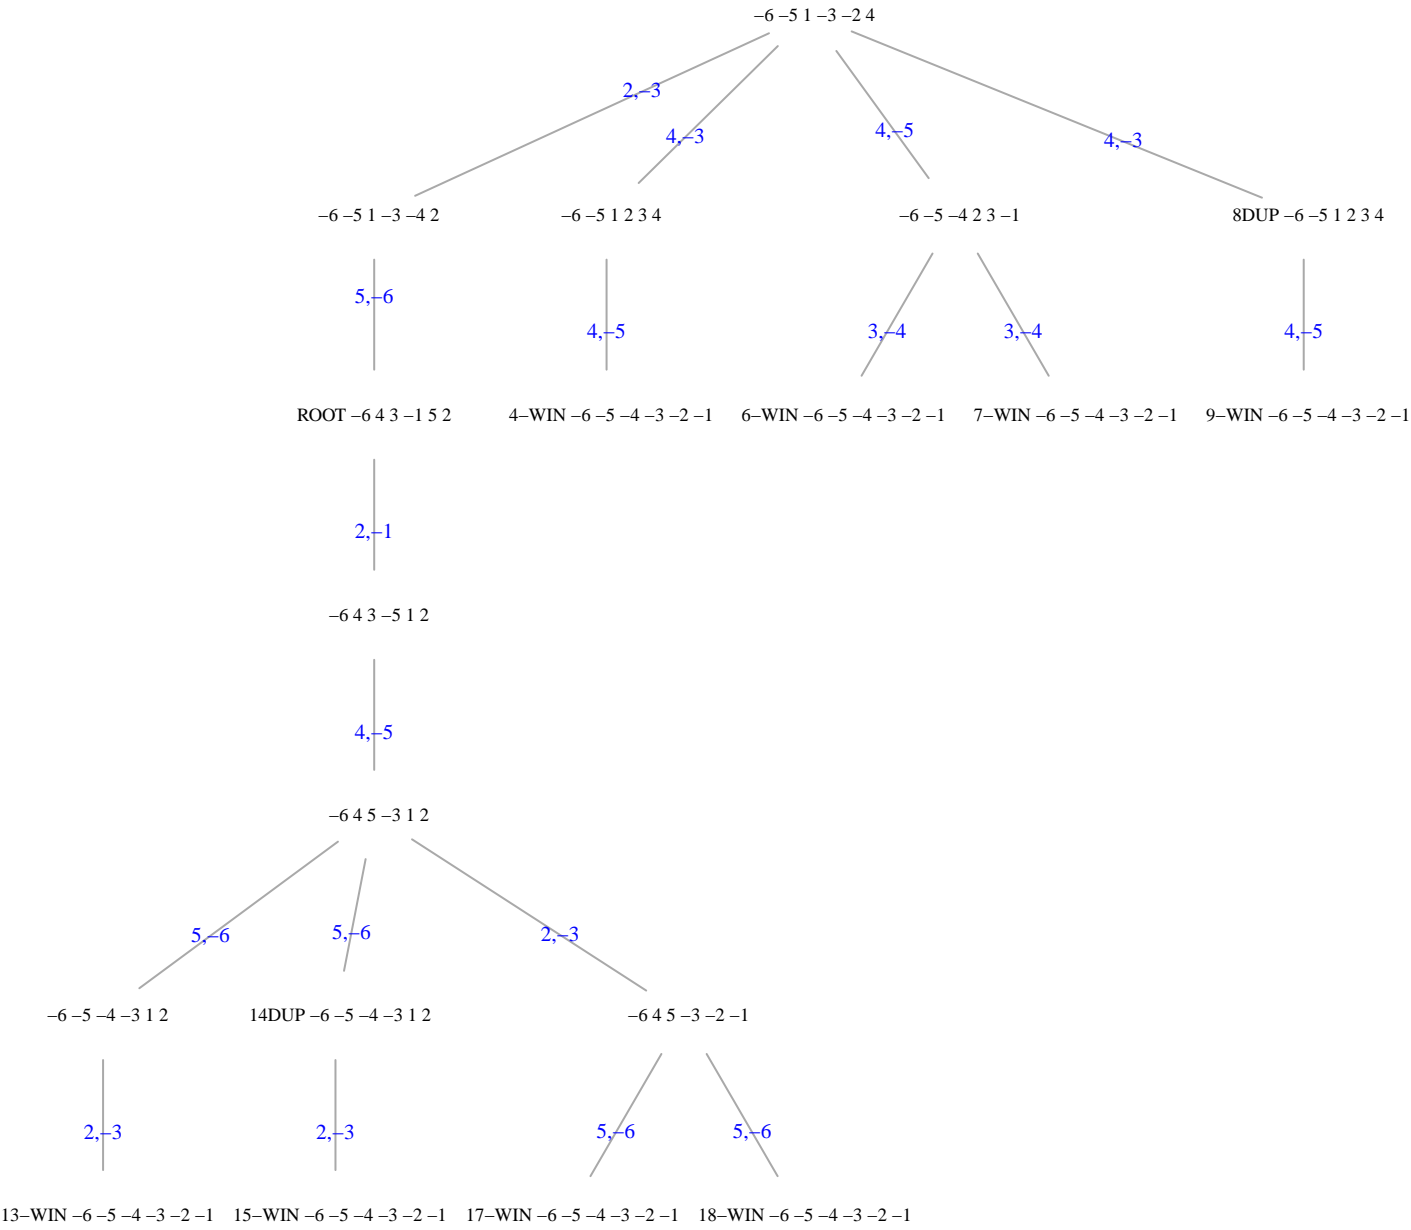 –6 –5 1 –3 –2 4
2,–3
4,–3
4,–5
4,–3
–6 –5 1 –3 –4 2
–6 –5 1 2 3 4
–6 –5 –4 2 3 –1
8DUP –6 –5 1 2 3 4
5,–6
4,–5
3,–4
3,–4
4,–5
ROOT –6 4 3 –1 5 2
4–WIN –6 –5 –4 –3 –2 –1
6–WIN –6 –5 –4 –3 –2 –1
7–WIN –6 –5 –4 –3 –2 –1
9–WIN –6 –5 –4 –3 –2 –1
2,–1
–6 4 3 –5 1 2
4,–5
–6 4 5 –3 1 2
5,–6
5,–6
2,–3
–6 –5 –4 –3 1 2
14DUP –6 –5 –4 –3 1 2
–6 4 5 –3 –2 –1
2,–3
2,–3
5,–6
5,–6
13–WIN –6 –5 –4 –3 –2 –1
15–WIN –6 –5 –4 –3 –2 –1
17–WIN –6 –5 –4 –3 –2 –1
18–WIN –6 –5 –4 –3 –2 –1